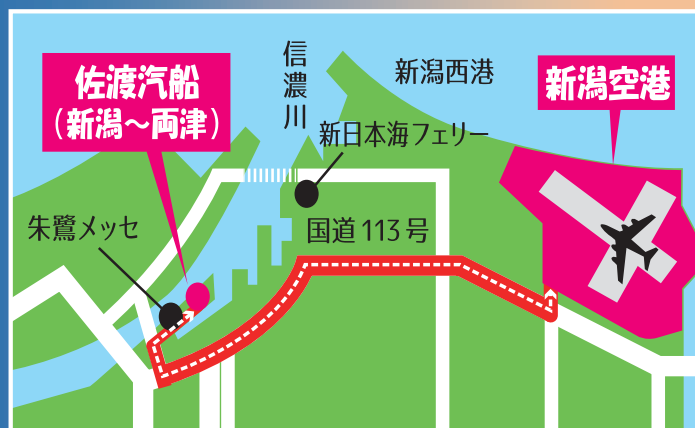 佐渡汽船
（新潟～両津）
信濃川
新潟西港
新潟空港
新日本海フェリー
朱鷺メッセ
国道113号